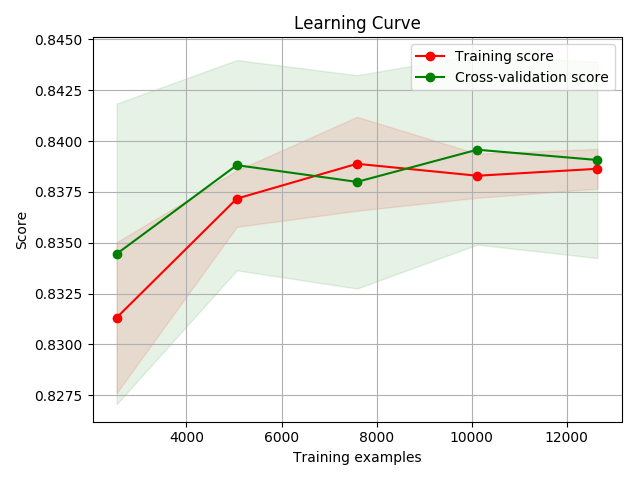 Learning Curve
0.8450
0.8425
0.8400
0.8375
0.8350
0.8325
0.8300
0.8275
Score
Training score
Cross-validation score
4000 6000 8000 10000 12000
Training examples